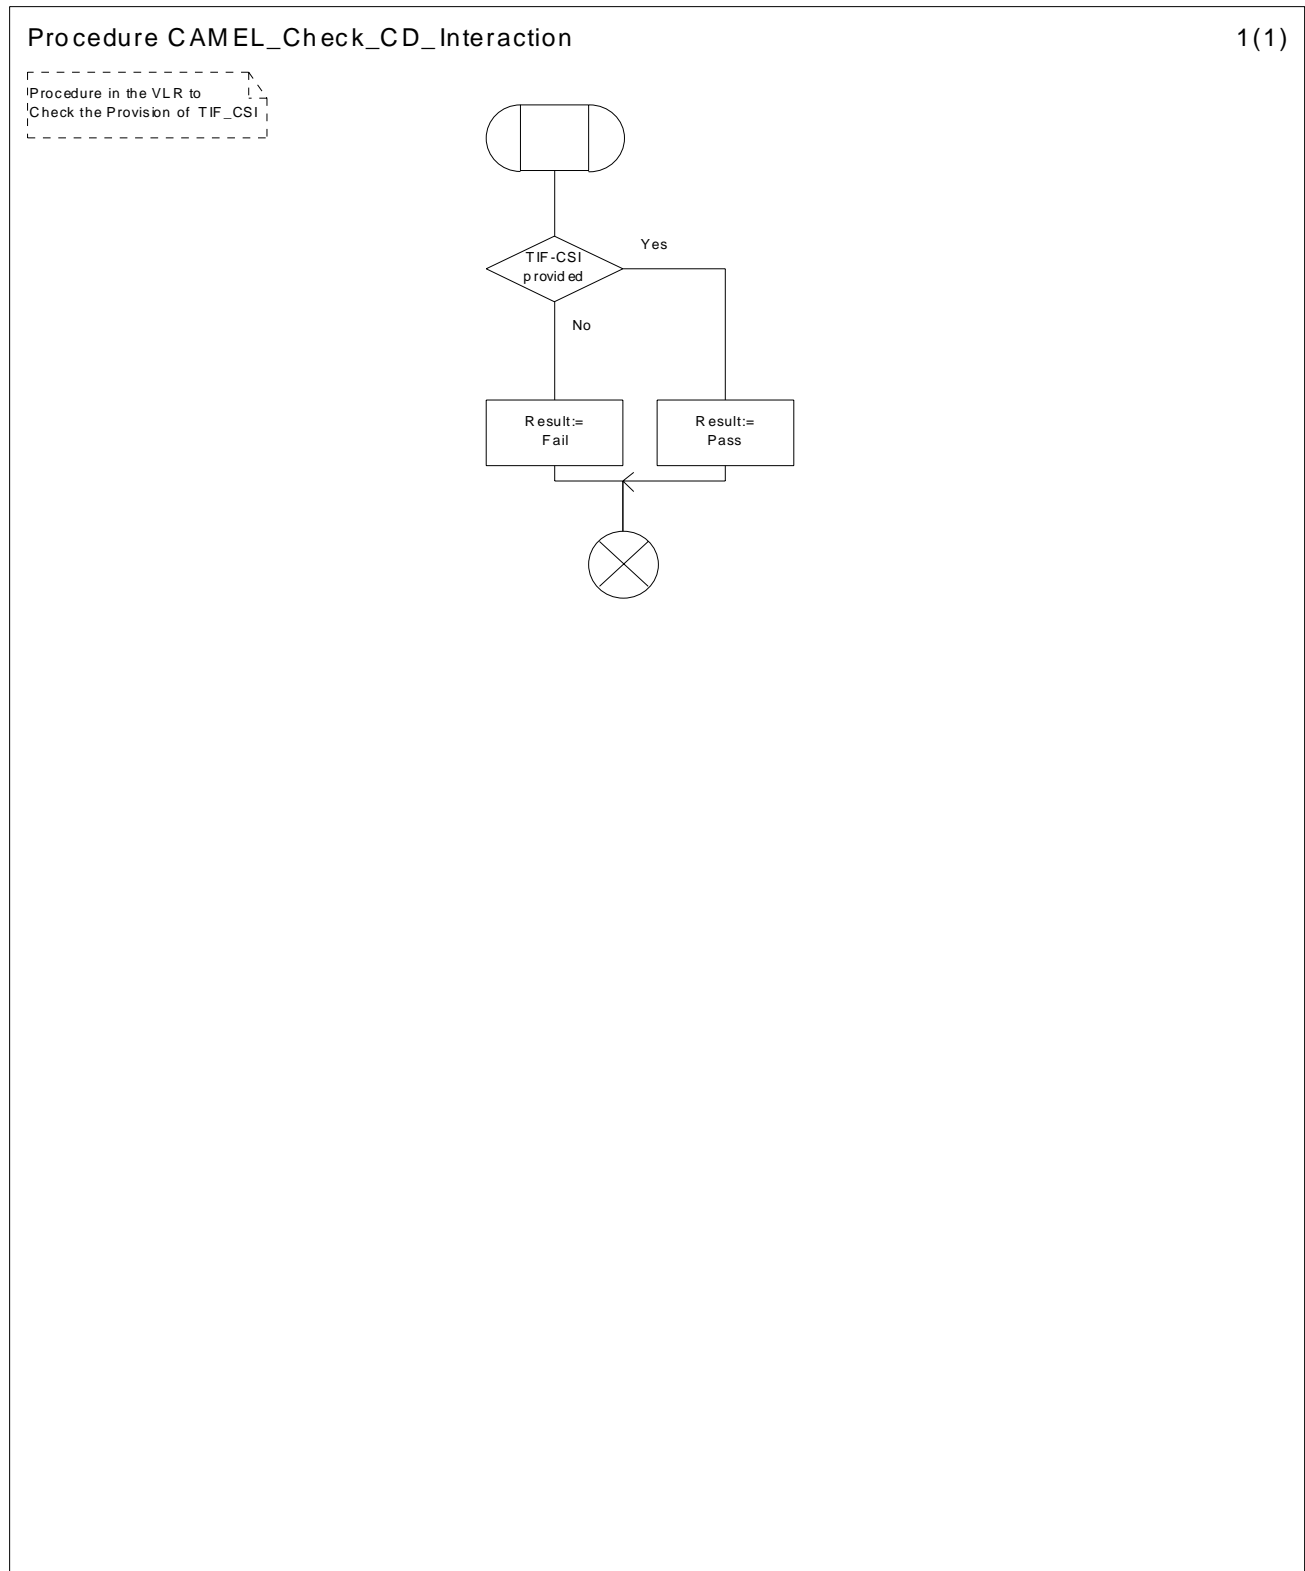 Procedure CAMEL_Check_CD_Interaction
1(1)
Procedure in the VLR to
Check the Provision of TIF_CSI
TIF-CSI
provided
Yes
No
Result:=
Fail
Result:=
Pass